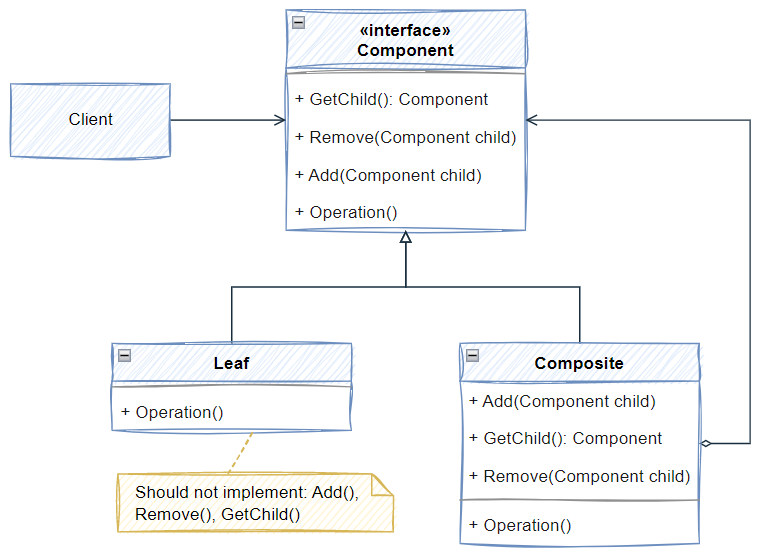 «interface»
Component
+ GetChild(): Component
+ Remove(Component child)
+ Add(Component child)
+ Operation()
Client
Leaf
+ Operation()
Should not implement: Add(),
Remove(), GetChild()
Composite
+ Add(Component child)
+ GetChild(): Component
+ Remove(Component child)
+ Operation()